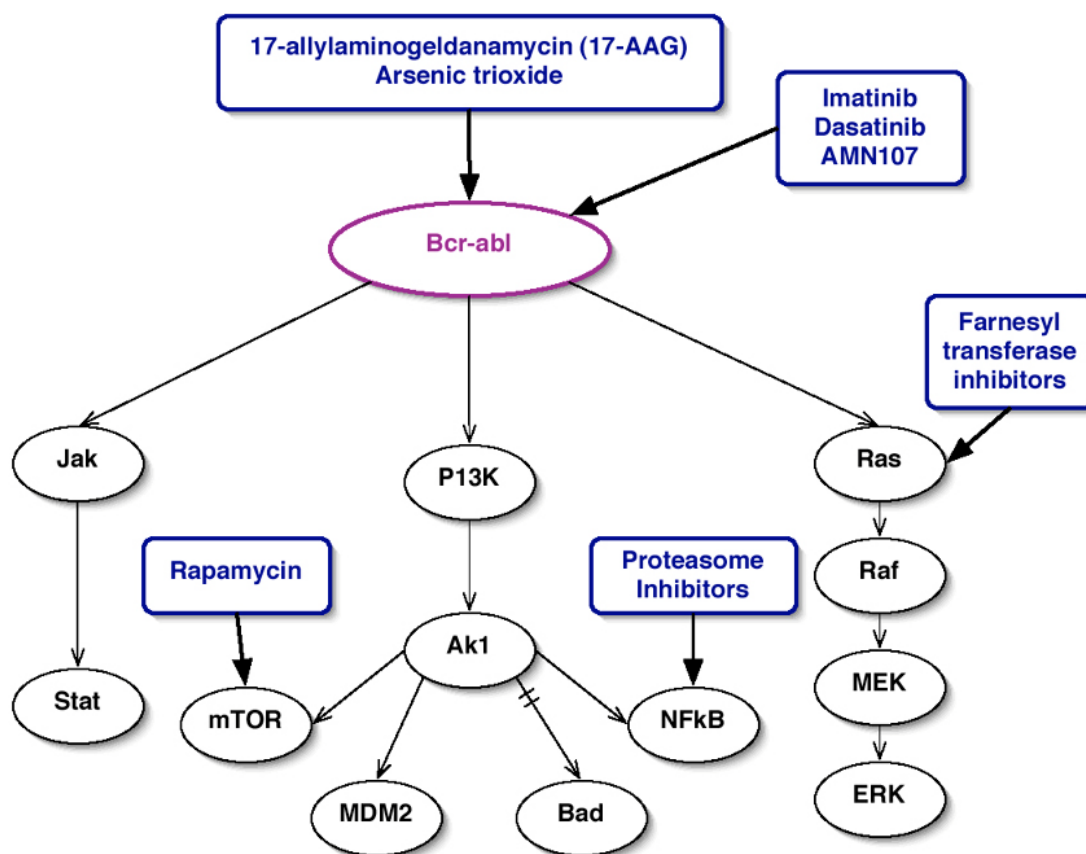 17-allylaminogeldanamycin (17-AAG)
Arsenic trioxide
Imatinib
Dasatinib
AMN107
Bcr-abl
Farnesyl
transferase
inhibitors
Jak
P13K
Ras
Rapamycin
Proteasome
Inhibitors
Raf
Ak1
Stat
mTOR
NFkB
MEK
MDM2
Bad
ERK